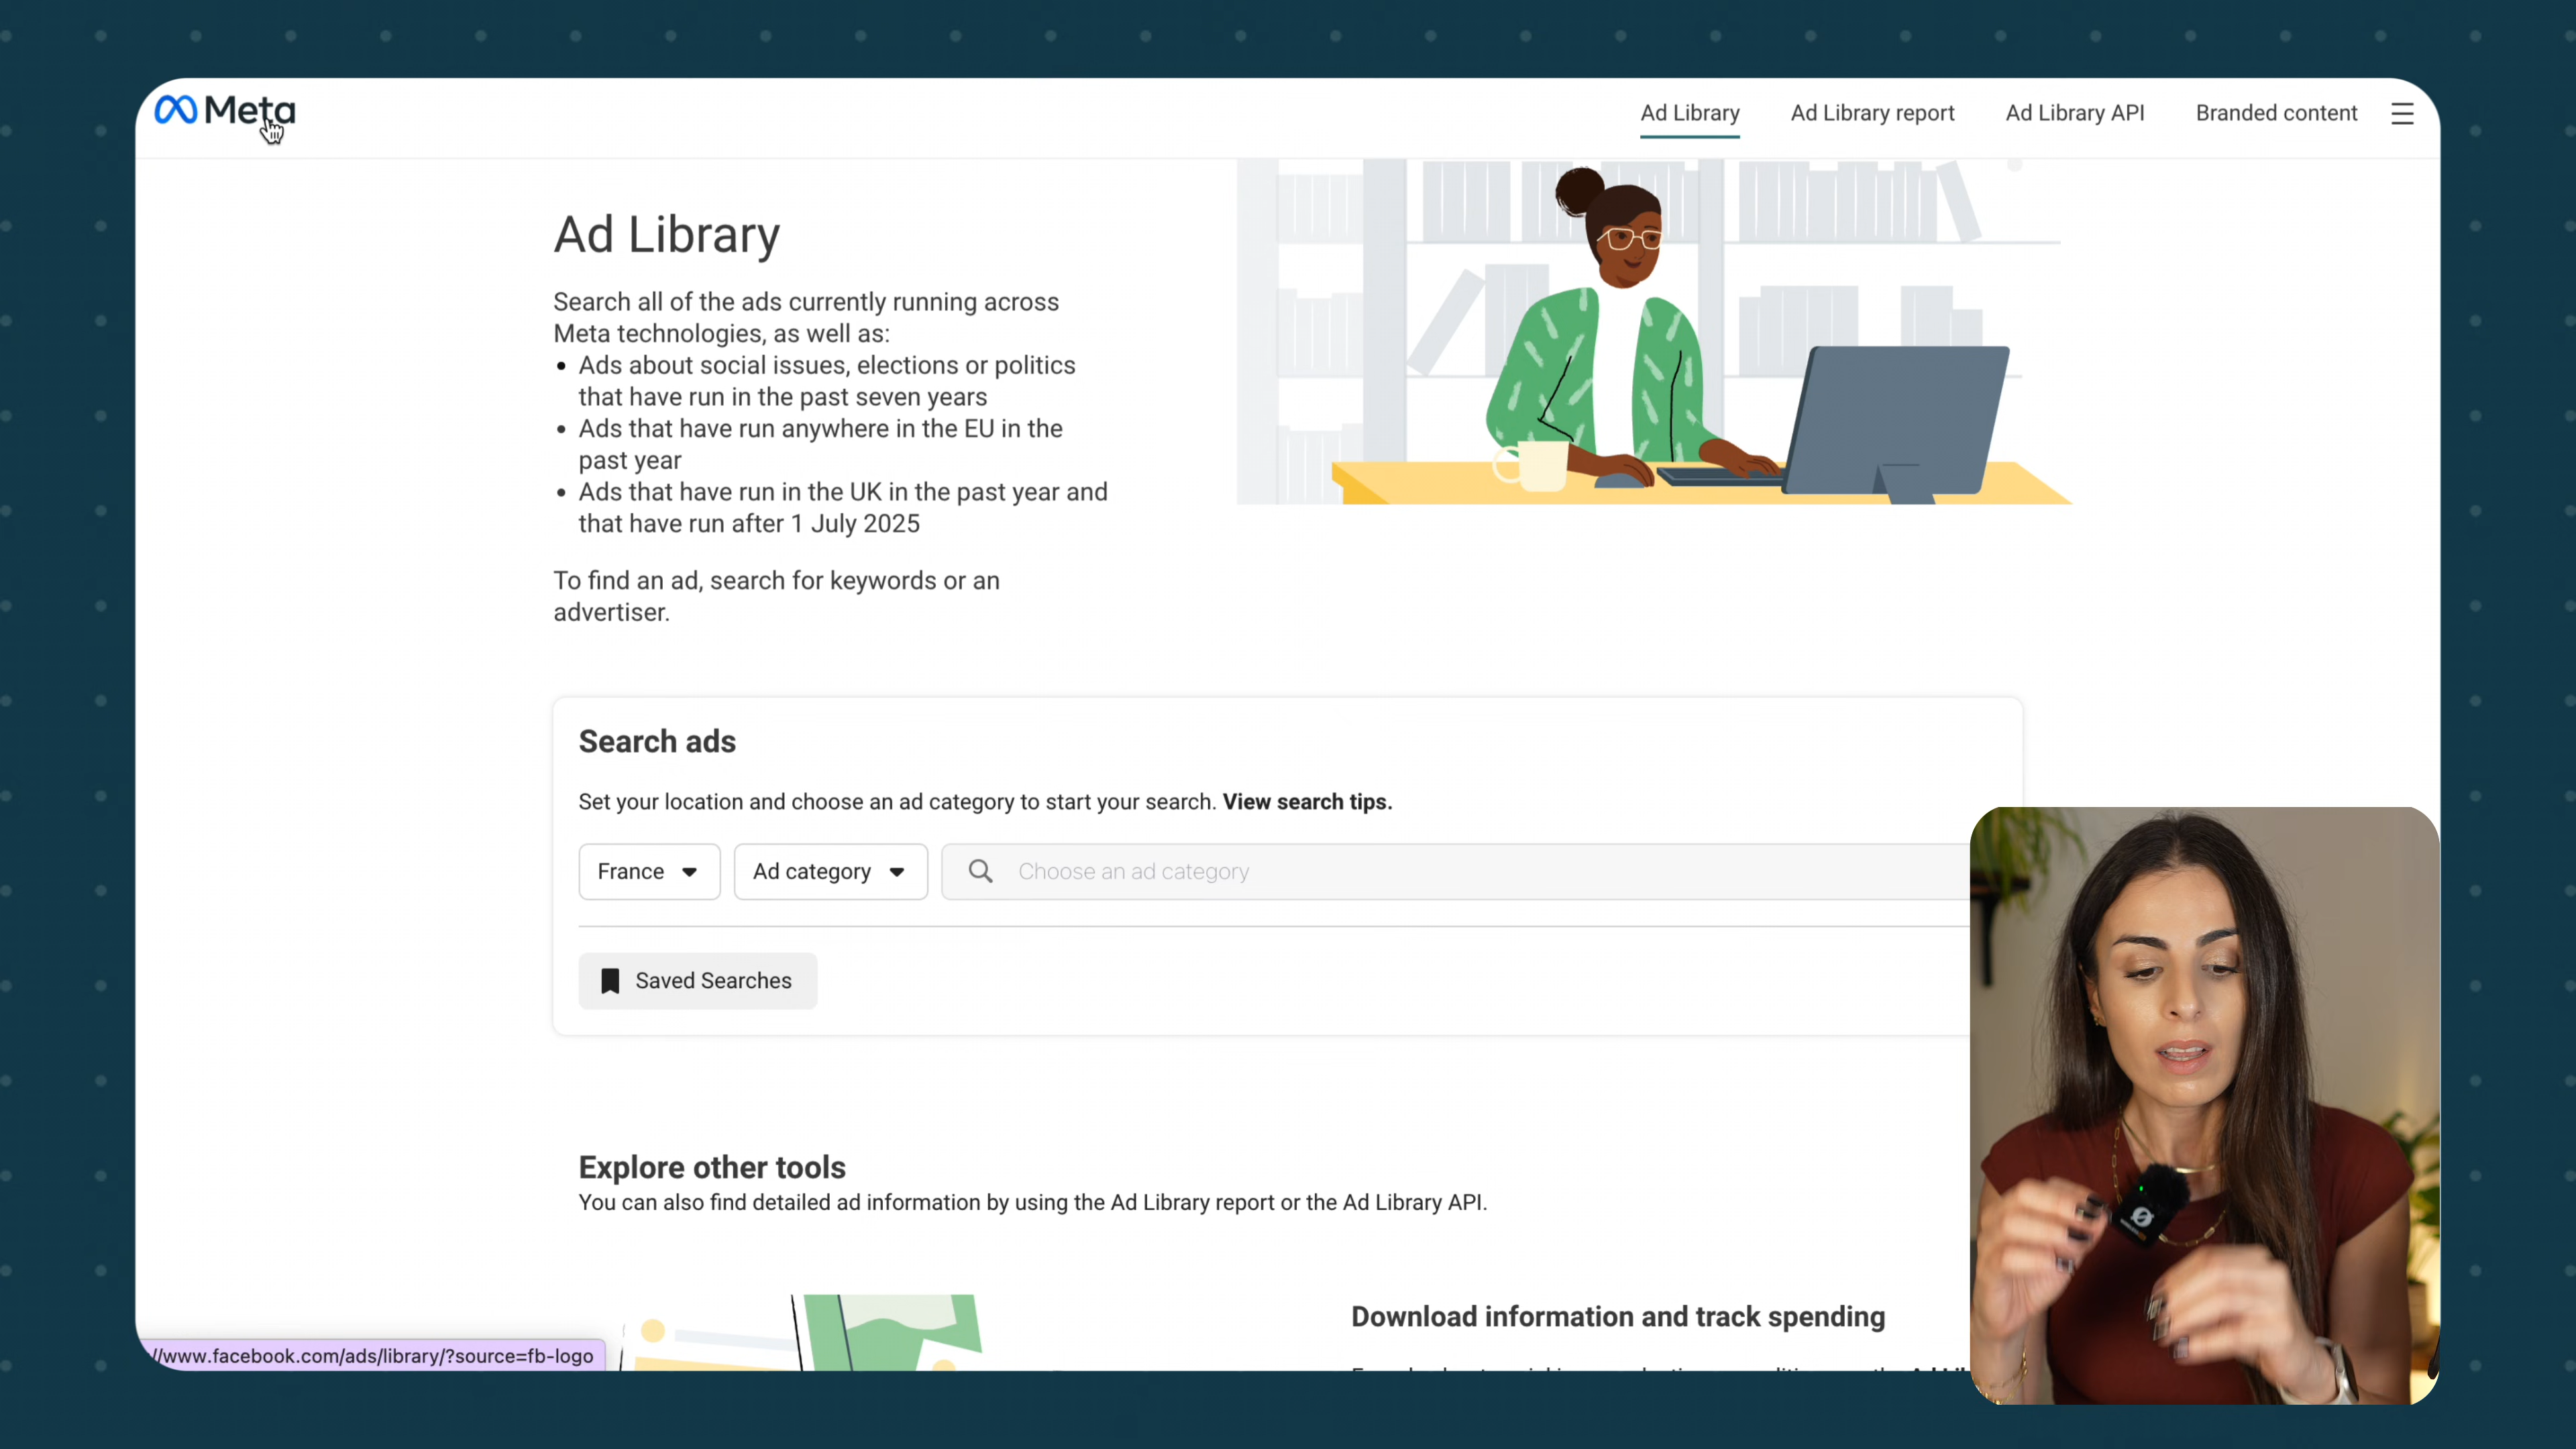 Meta
Ad Library
Ad Library report
Ad Library API
Branded content
Ad Library
Search all of the ads currently running across
Meta technologies, as well as:
• Ads about social issues, elections or politics
that have run in the past seven years
• Ads that have run anywhere in the EU in the
past year
• Ads that have run in the UK in the past year and
that have run after 1 July 2025
To find an ad, search for keywords or an
advertiser.
Search ads
Set your location and choose an ad category to start your search. View search tips.
France
Ad category
Choose an ad category
Saved Searches
Explore other tools
You can also find detailed ad information by using the Ad Library report or the Ad Library API.
Download information and track spending
//www.facebook.com/ads/library/?source=fb-logo